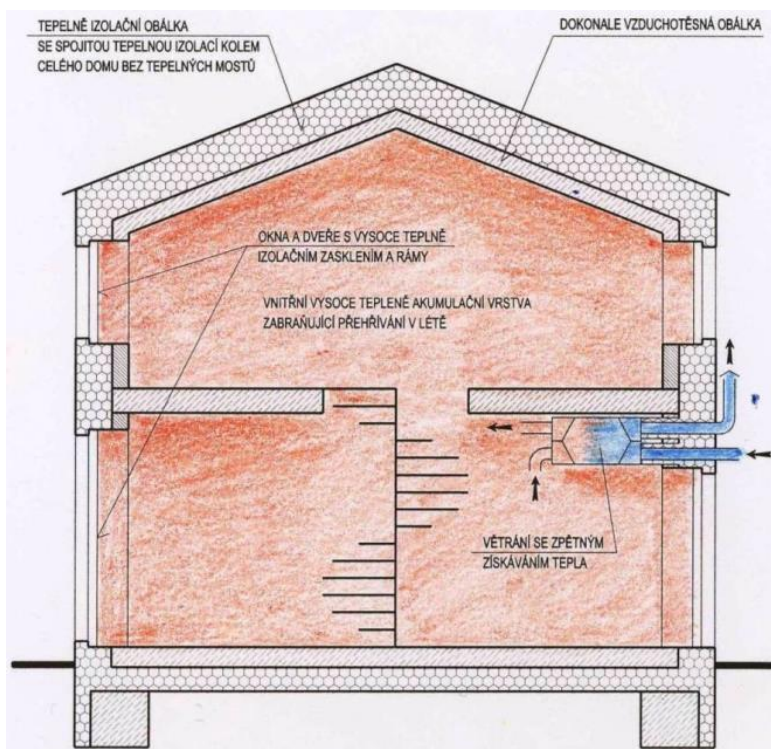 TEPELNĚ IZOLAČNÍ OBÁLKA
SE SPOJITOU TEPELNOU IZOLACÍ KOLEM
CELÉHO DOMU BEZ TEPELNÝCH MOSTŮ
DOKONALE VZDUCHOTĚSNÁ OBÁLKA
OKNA A DVEŘE S VYSOCE TEPLNĚ
IZOLAČNÍM ZASKLENÍM A RÁMY
VNITŘNÍ VYSOCE TEPLENĚ AKUMULAČNÍ VRSTVA
ZABRAŇUJÍCÍ PŘEHŘÍVÁNÍ V LÉTĚ
VĚTRÁNÍ SE ZPĚTNÝM
ZÍSKÁVÁNÍM TEPLA